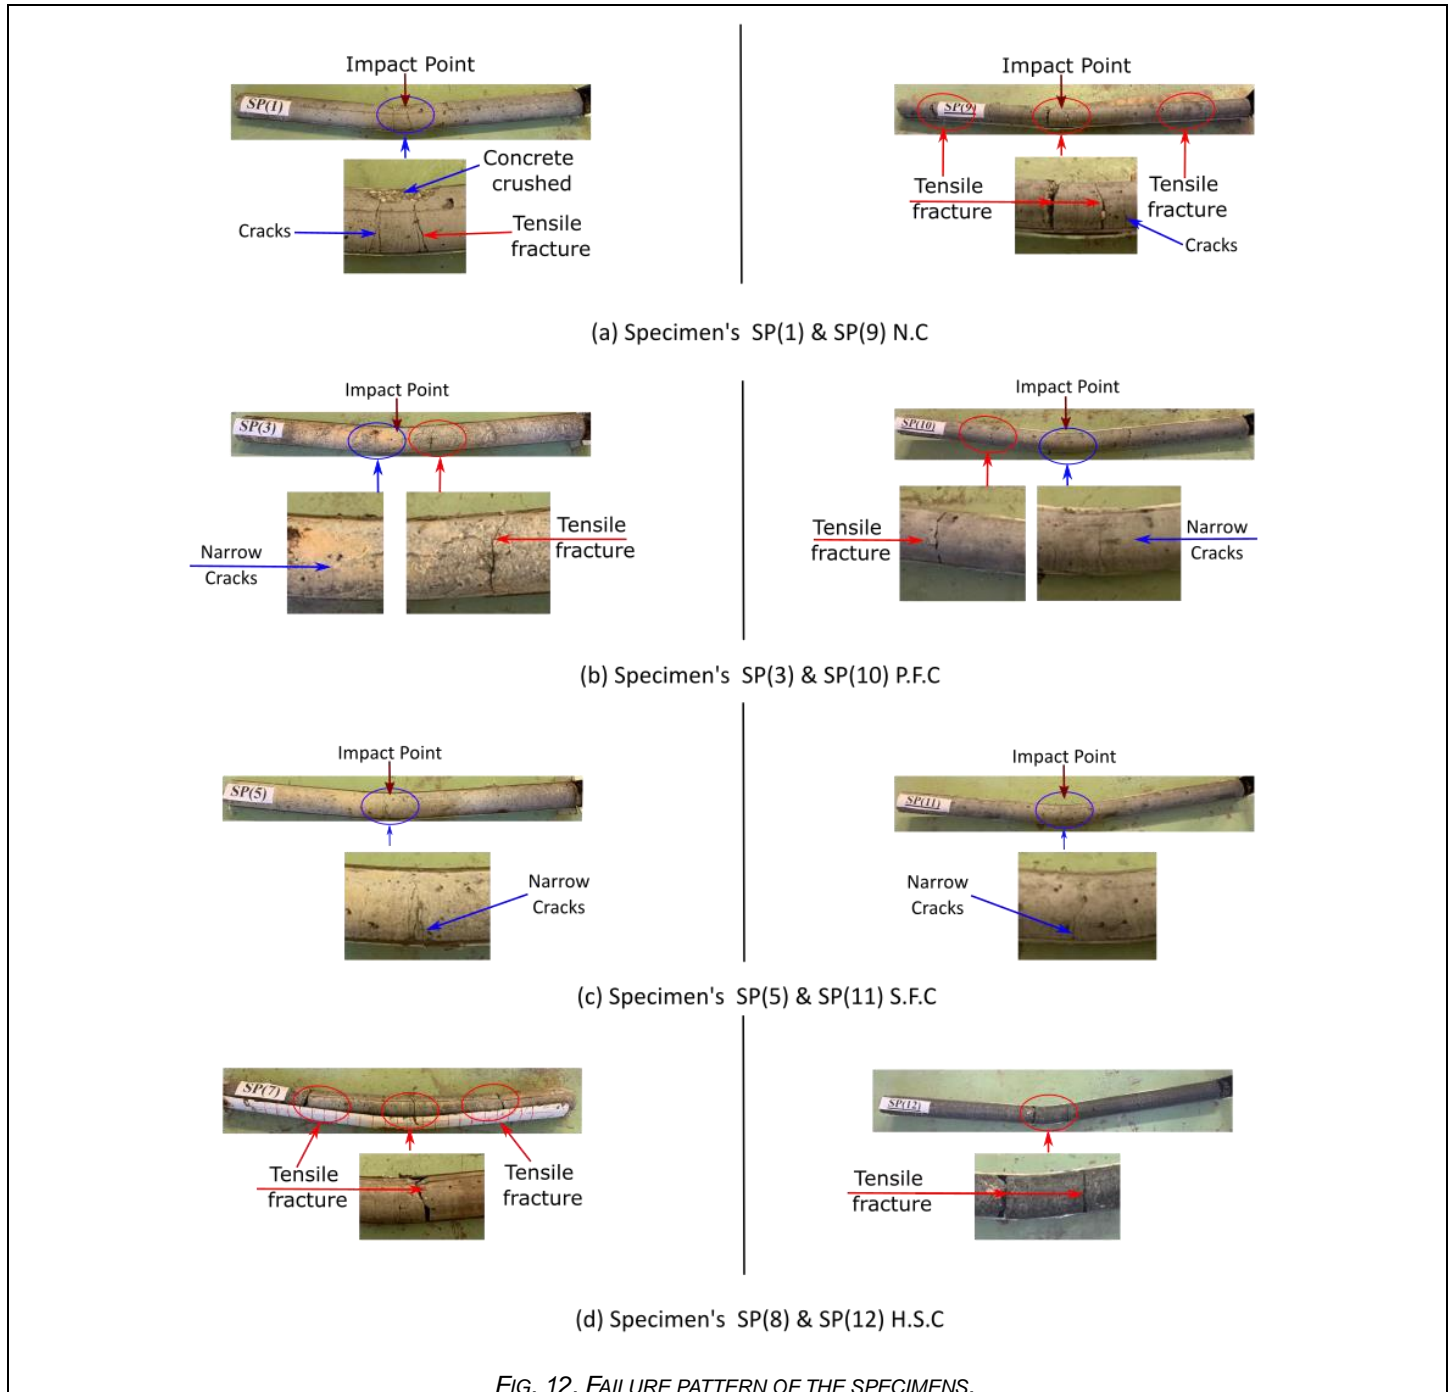 Impact Point
SP(1)
Concrete
crushed
Cracks
Tensile
fracture
Impact Point
SP(9)
Tensile
fracture
Tensile
fracture
Cracks
(a) Specimen's SP(1) & SP(9) N.C
Impact Point
SP(3)
Narrow
Cracks
Tensile
fracture
Impact Point
SP(10)
Tensile
fracture
Narrow
Cracks
(b) Specimen's SP(3) & SP(10) P.F.C
Impact Point
SP(5)
Narrow
Cracks
Impact Point
SP(11)
Narrow
Cracks
(c) Specimen's SP(5) & SP(11) S.F.C
SP(7)
Tensile
fracture
Tensile
fracture
SP(12)
Tensile
fracture
(d) Specimen's SP(8) & SP(12) H.S.C
FIG. 12. FAILURE PATTERN OF THE SPECIMENS.